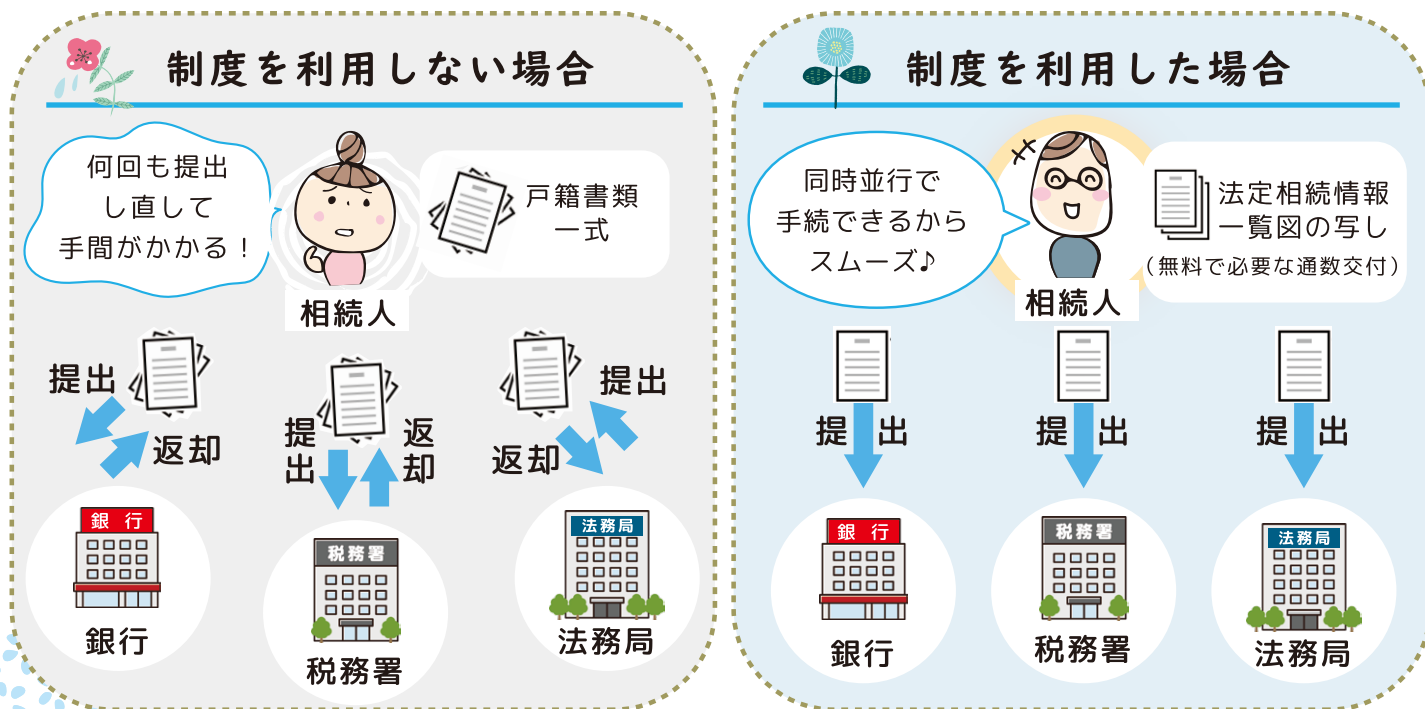 制度を利用しない場合
何回も提出
し直して
手間がかかる！
戸籍書類
一式
相続人
提出
返却
提出
返却
提出
返却
銀 行
銀行
税務署
税務署
法務局
法務局
制度を利用した場合
同時並行で
手続できるから
スムーズ♪
法定相続情報
一覧図の写し
（無料で必要な通数交付）
相続人
提出
提出
提出
銀 行
銀行
税務署
税務署
法務局
法務局